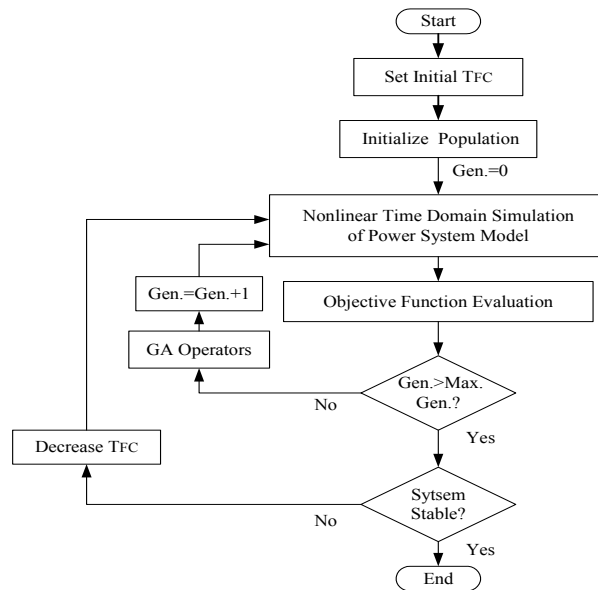 Start
Set Initial TFC
Initialize Population
Gen.=0
Nonlinear Time Domain Simulation
of Power System Model
Gen.=Gen.+1
Objective Function Evaluation
GA Operators
Gen.>Max.
Gen.?
No
Yes
Decrease TFC
Sytsem
Stable?
No
Yes
End